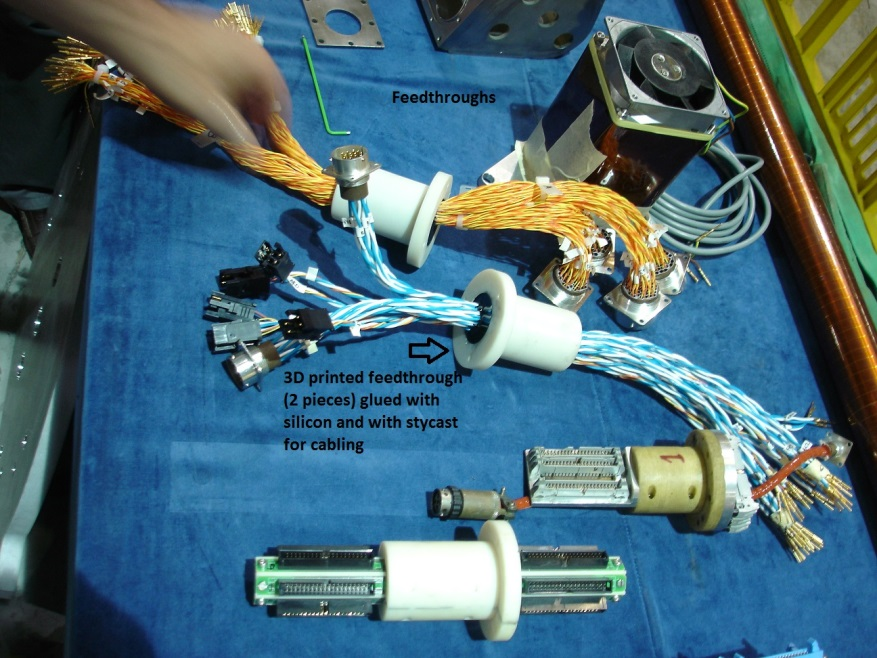 Feedthroughs
3D printed feedthrough
(2 pieces) glued with
silicon and with stycast
for cabling
1